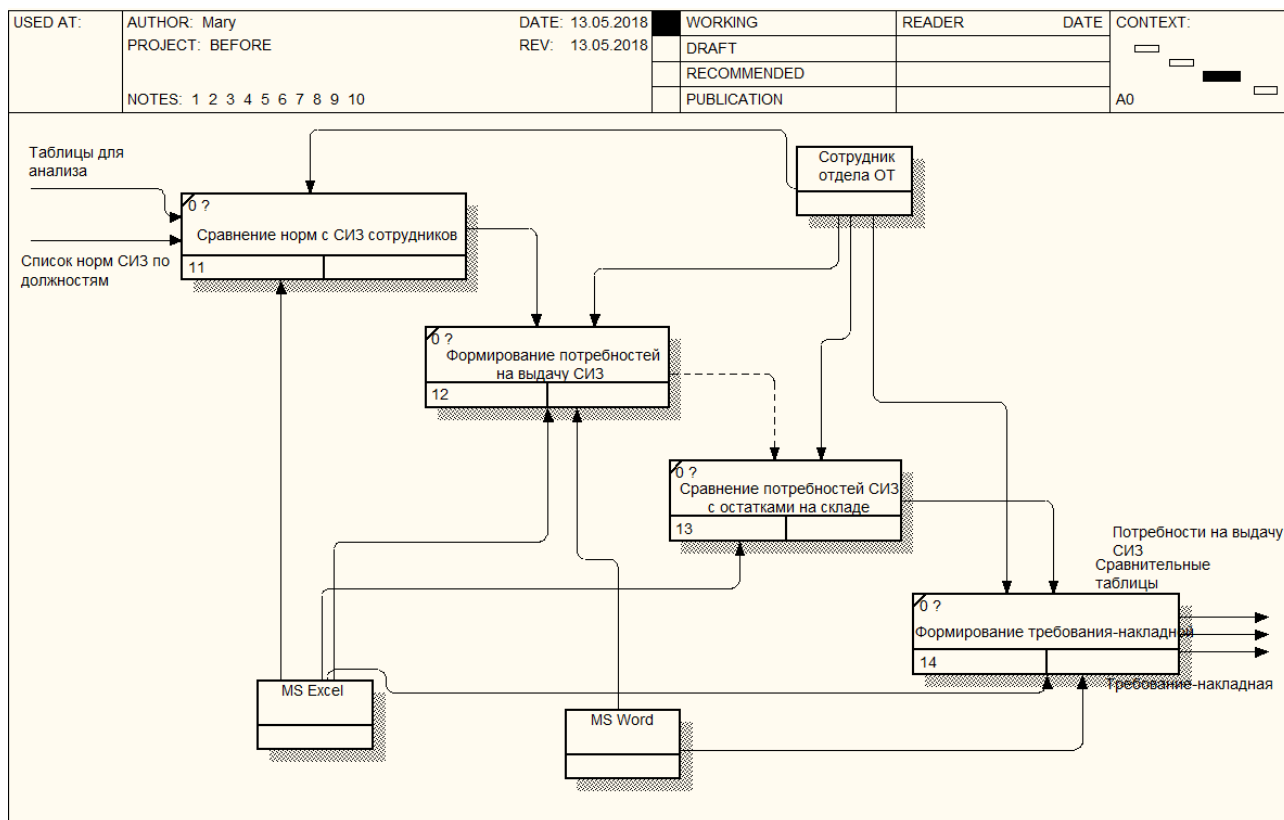 USED AT:
AUTHOR: Mary
DATE: 13.05.2018
WORKING
READER
DATE
CONTEXT:
PROJECT: BEFORE
REV: 13.05.2018
DRAFT
RECOMMENDED
NOTES: 1 2 3 4 5 6 7 8 9 10
PUBLICATION
A0
Таблицы для
анализа
Сотрудник
отдела ОТ
0 ?
Сравнение норм с СИЗ сотрудников
11
Список норм СИЗ по
должностям
0 ?
Формирование потребностей
на выдачу СИЗ
12
0 ?
Сравнение потребностей СИЗ
с остатками на складе
13
Потребности на выдачу
СИЗ
Сравнительные
таблицы
0 ?
Формирование требования-накладной
14
Требование-накладная
MS Excel
MS Word